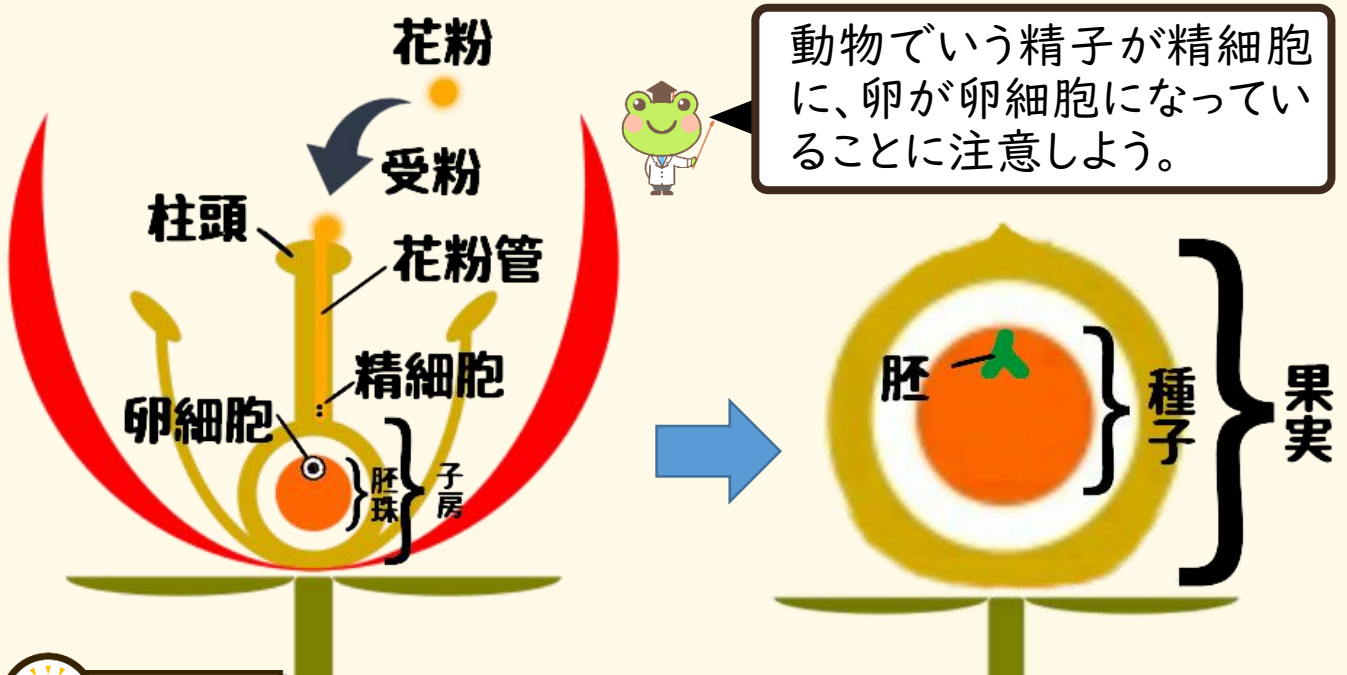 花粉
動物でいう精子が精細胞
に、卵が卵細胞になってい
ることに注意しよう。
受粉
柱頭
花粉管
精細胞
卵細胞
胚珠
子房
胚
種子
果実